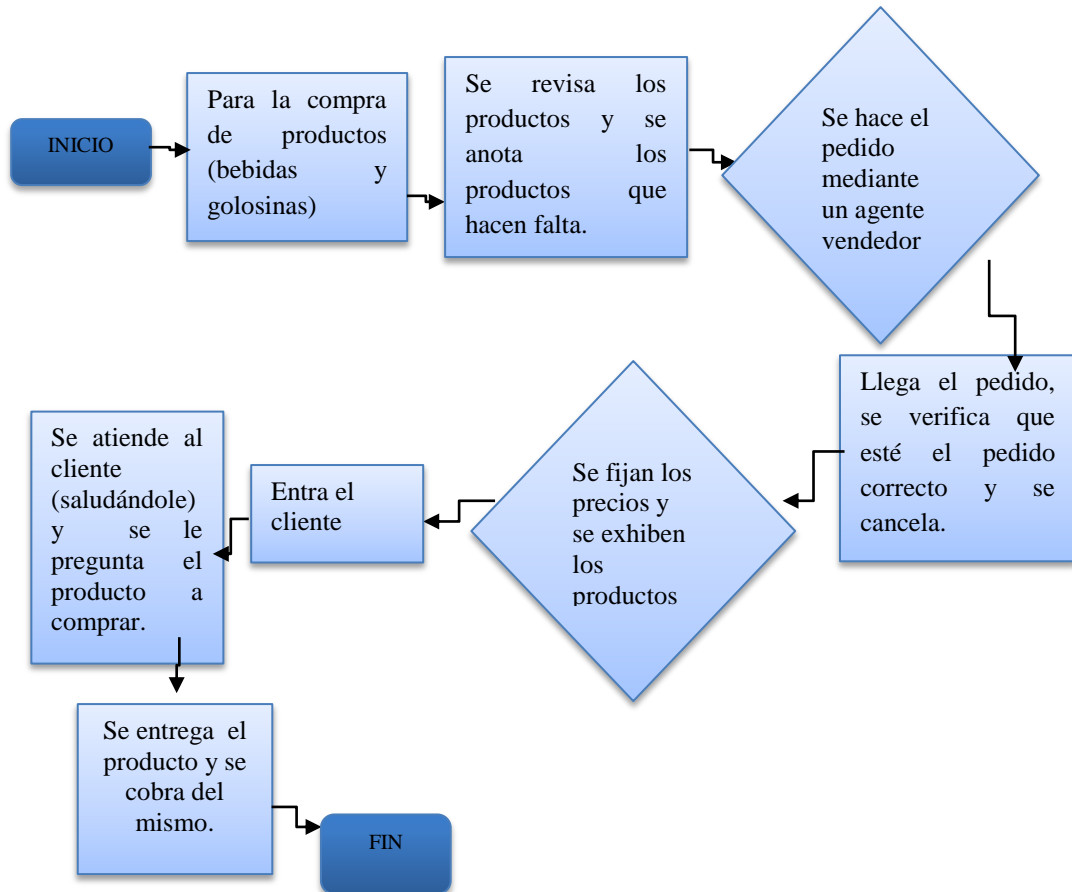 INICIO
Para la compra
de productos
(bebidas y
golosinas)
Se revisa los
productos y se
anota los
productos que
hacen falta.
Se hace el
pedido
mediante
un agente
vendedor
Llega el pedido,
se verifica que
esté el pedido
correcto y se
cancela.
Se fijan los
precios y
se exhiben
los
productos
Entra el
cliente
Se atiende al
cliente
(saludándole)
y se le
pregunta el
producto a
comprar.
Se entrega el
producto y se
cobra del
mismo.
FIN